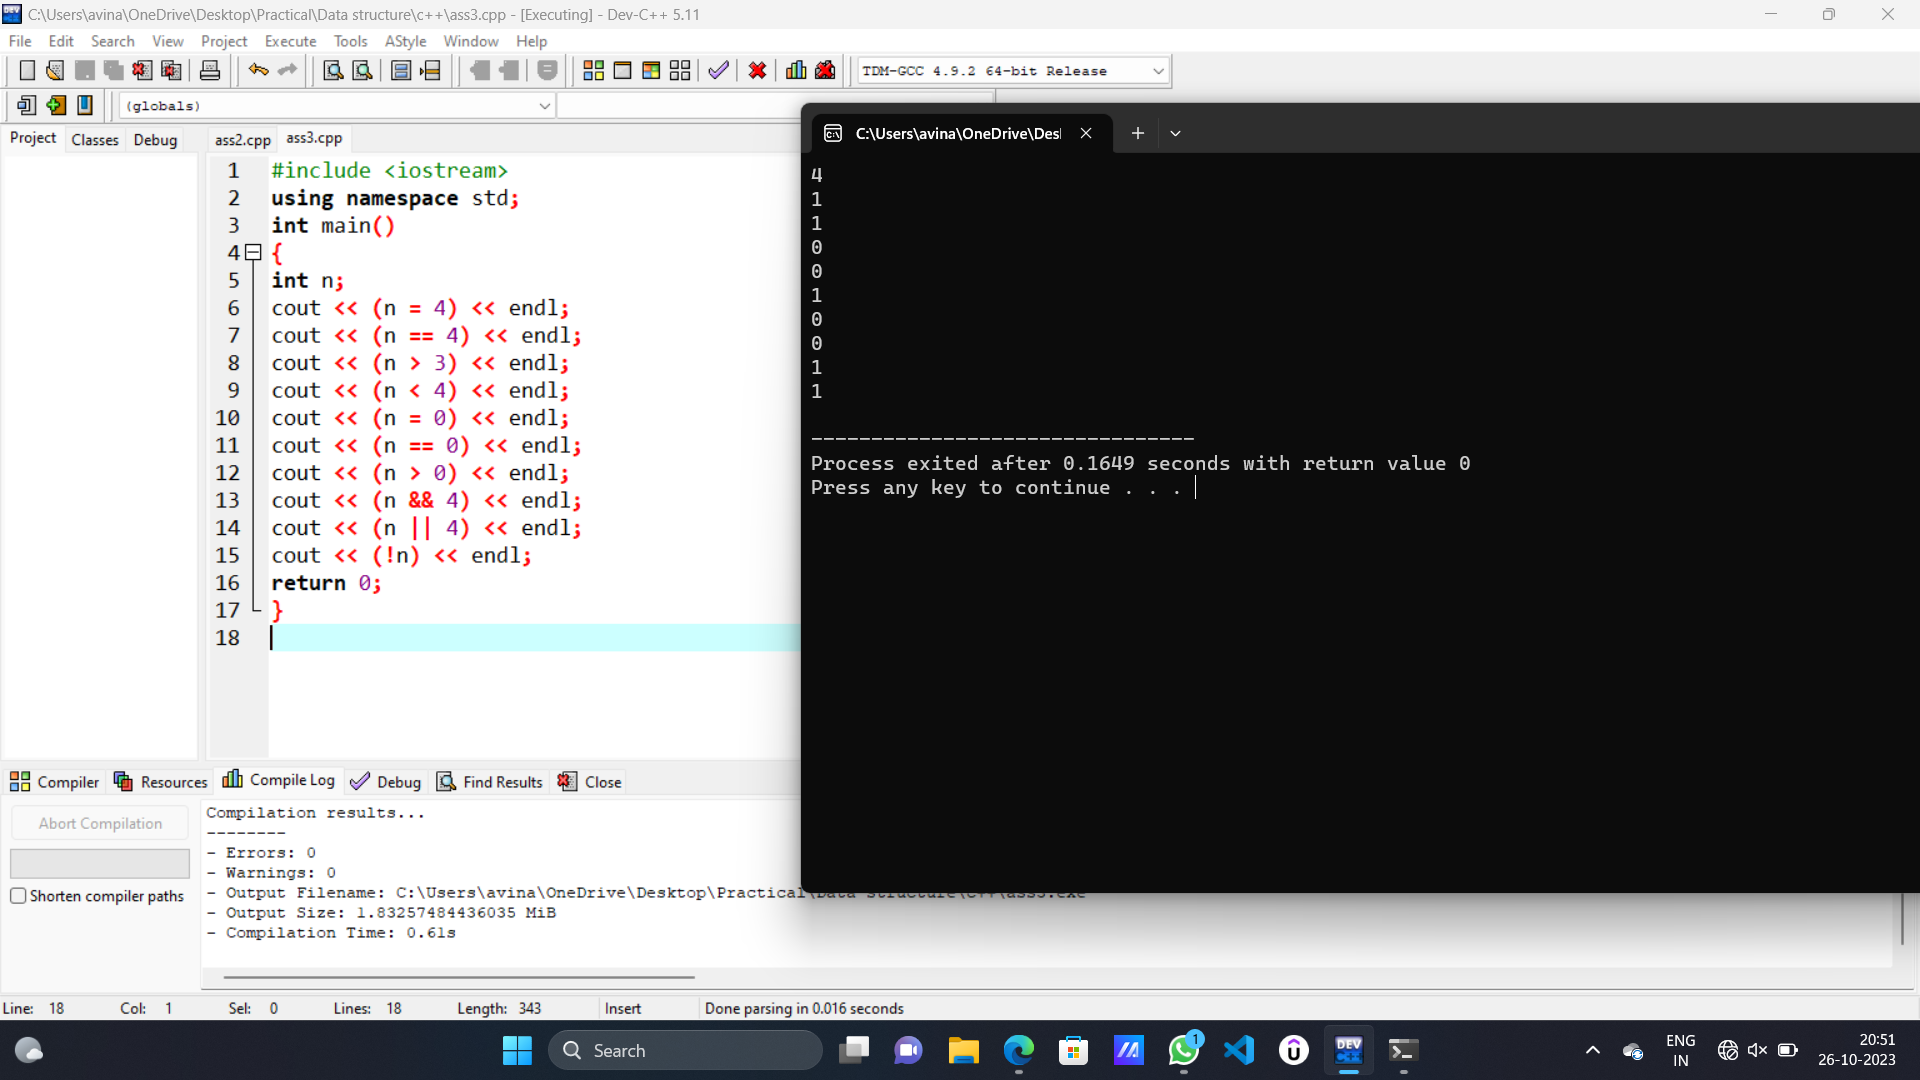 C:\Users\avina\OneDrive\Desktop\Practical\Data structure\c++\ass3.cpp - [Executing] - Dev-C++ 5.11
File Edit Search View Project Execute Tools AStyle Window Help
TDM-GCC 4.9.2 64-bit Release
(globals)
Project Classes Debug
ass2.cpp ass3.cpp
1 #include <iostream>
2 using namespace std;
3 int main()
4 {
5 int n;
6 cout << (n = 4) << endl;
7 cout << (n == 4) << endl;
8 cout << (n > 3) << endl;
9 cout << (n < 4) << endl;
10 cout << (n = 0) << endl;
11 cout << (n == 0) << endl;
12 cout << (n > 0) << endl;
13 cout << (n && 4) << endl;
14 cout << (n || 4) << endl;
15 cout << (!n) << endl;
16 return 0;
17 }
18
C:\Users\avina\OneDrive\Des
4
1
1
0
0
1
0
0
1
1
--------------------------------
Process exited after 0.1649 seconds with return value 0
Press any key to continue . . .
Compiler Resources Compile Log Debug Find Results Close
Abort Compilation
Shorten compiler paths
Compilation results...
--------
- Errors: 0
- Warnings: 0
- Output Filename: C:\Users\avina\OneDrive\Desktop\Practical\Data structure\c++\ass3.exe
- Output Size: 1.83257484436035 MiB
- Compilation Time: 0.61s
Line: 18 Col: 1 Sel: 0 Lines: 18 Length: 343 Insert Done parsing in 0.016 seconds
Search
1
DEV
C++
ENG
IN
20:51
26-10-2023